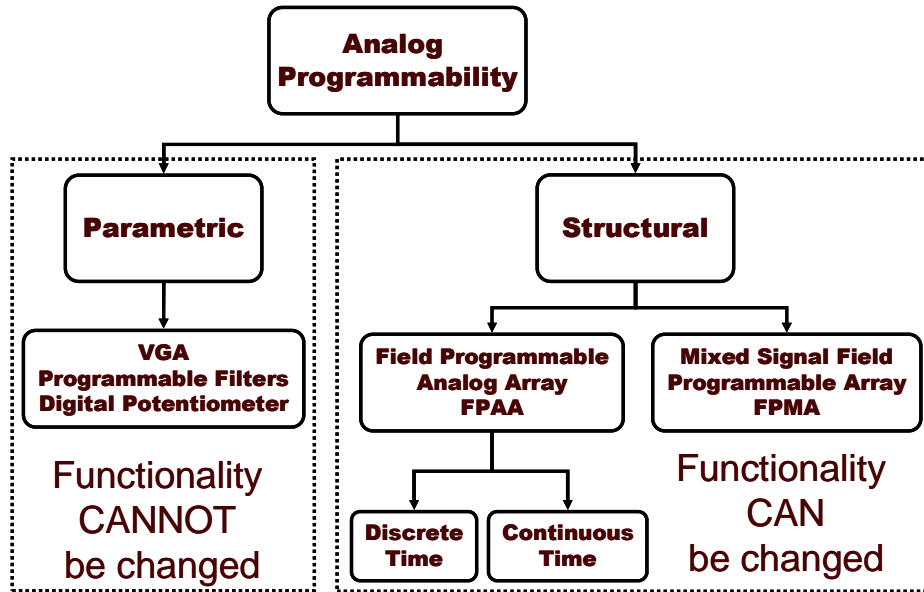 Analog
Programmability
Parametric
Structural
VGA
Programmable Filters
Digital Potentiometer
Field Programmable
Analog Array
FPAA
Mixed Signal Field
Programmable Array
FPMA
Functionality
CANNOT
be changed
Discrete
Time
Continuous
Time
Functionality
CAN
be changed